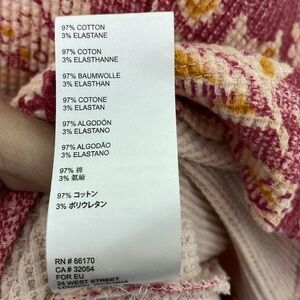 97% COTTON
3% ELASTANE
97% COTON
3% ELASTHANNE
97% BAUMWOLLE
3% ELASTHAN
97% COTONE
3% ELASTAN
97% ALGODÓN
3% ELASTANO
97% ALGODÃO
3% ELASTANO
97% 棉
3% 氨綸
97% コットン
3% ポリウレタン
RN # 66170
CA # 32054
FOR EU
24 WEST STREET